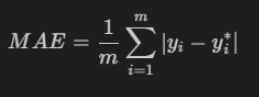 MAE = \frac{1}{m} \sum_{i=1}^{m} |y_i - y_i^*|